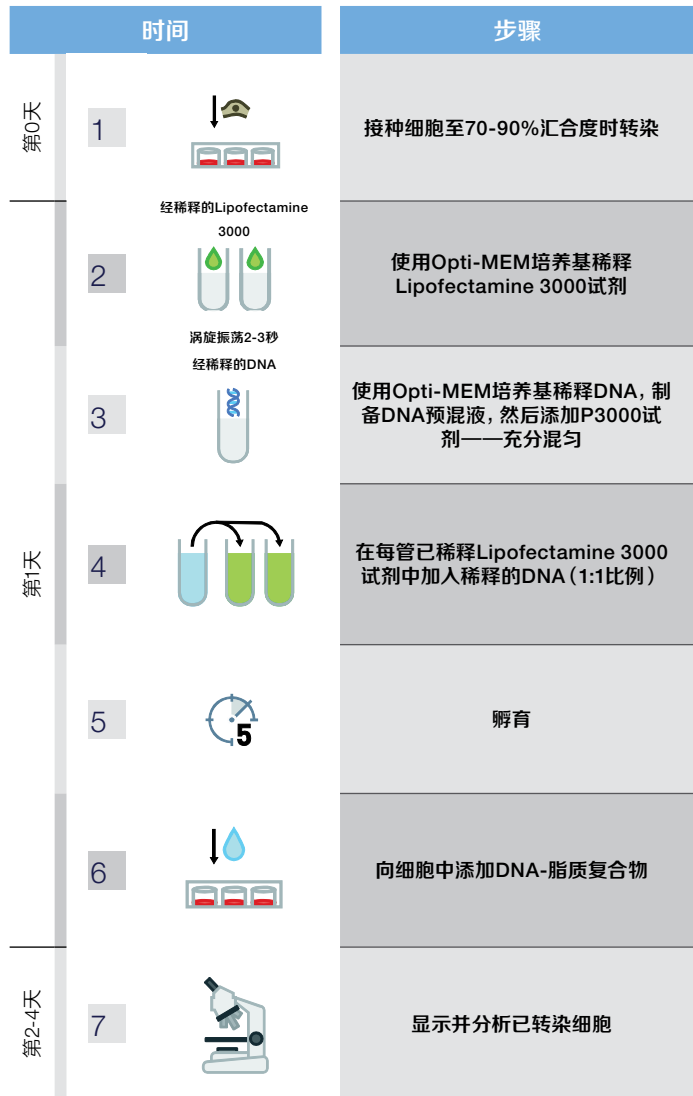 时间
步骤
第0天
1
接种细胞至70-90%汇合度时转染
第1天
经稀释的Lipofectamine
3000
2
使用Opti-MEM培养基稀释
Lipofectamine 3000试剂
涡旋振荡2-3秒
经稀释的DNA
3
使用Opti-MEM培养基稀释DNA，制
备DNA预混液，然后添加P3000试
剂——充分混匀
4
在每管已稀释Lipofectamine 3000
试剂中加入稀释的DNA（1:1比例）
5
5
孵育
6
向细胞中添加DNA-脂质复合物
第2-4天
7
显示并分析已转染细胞